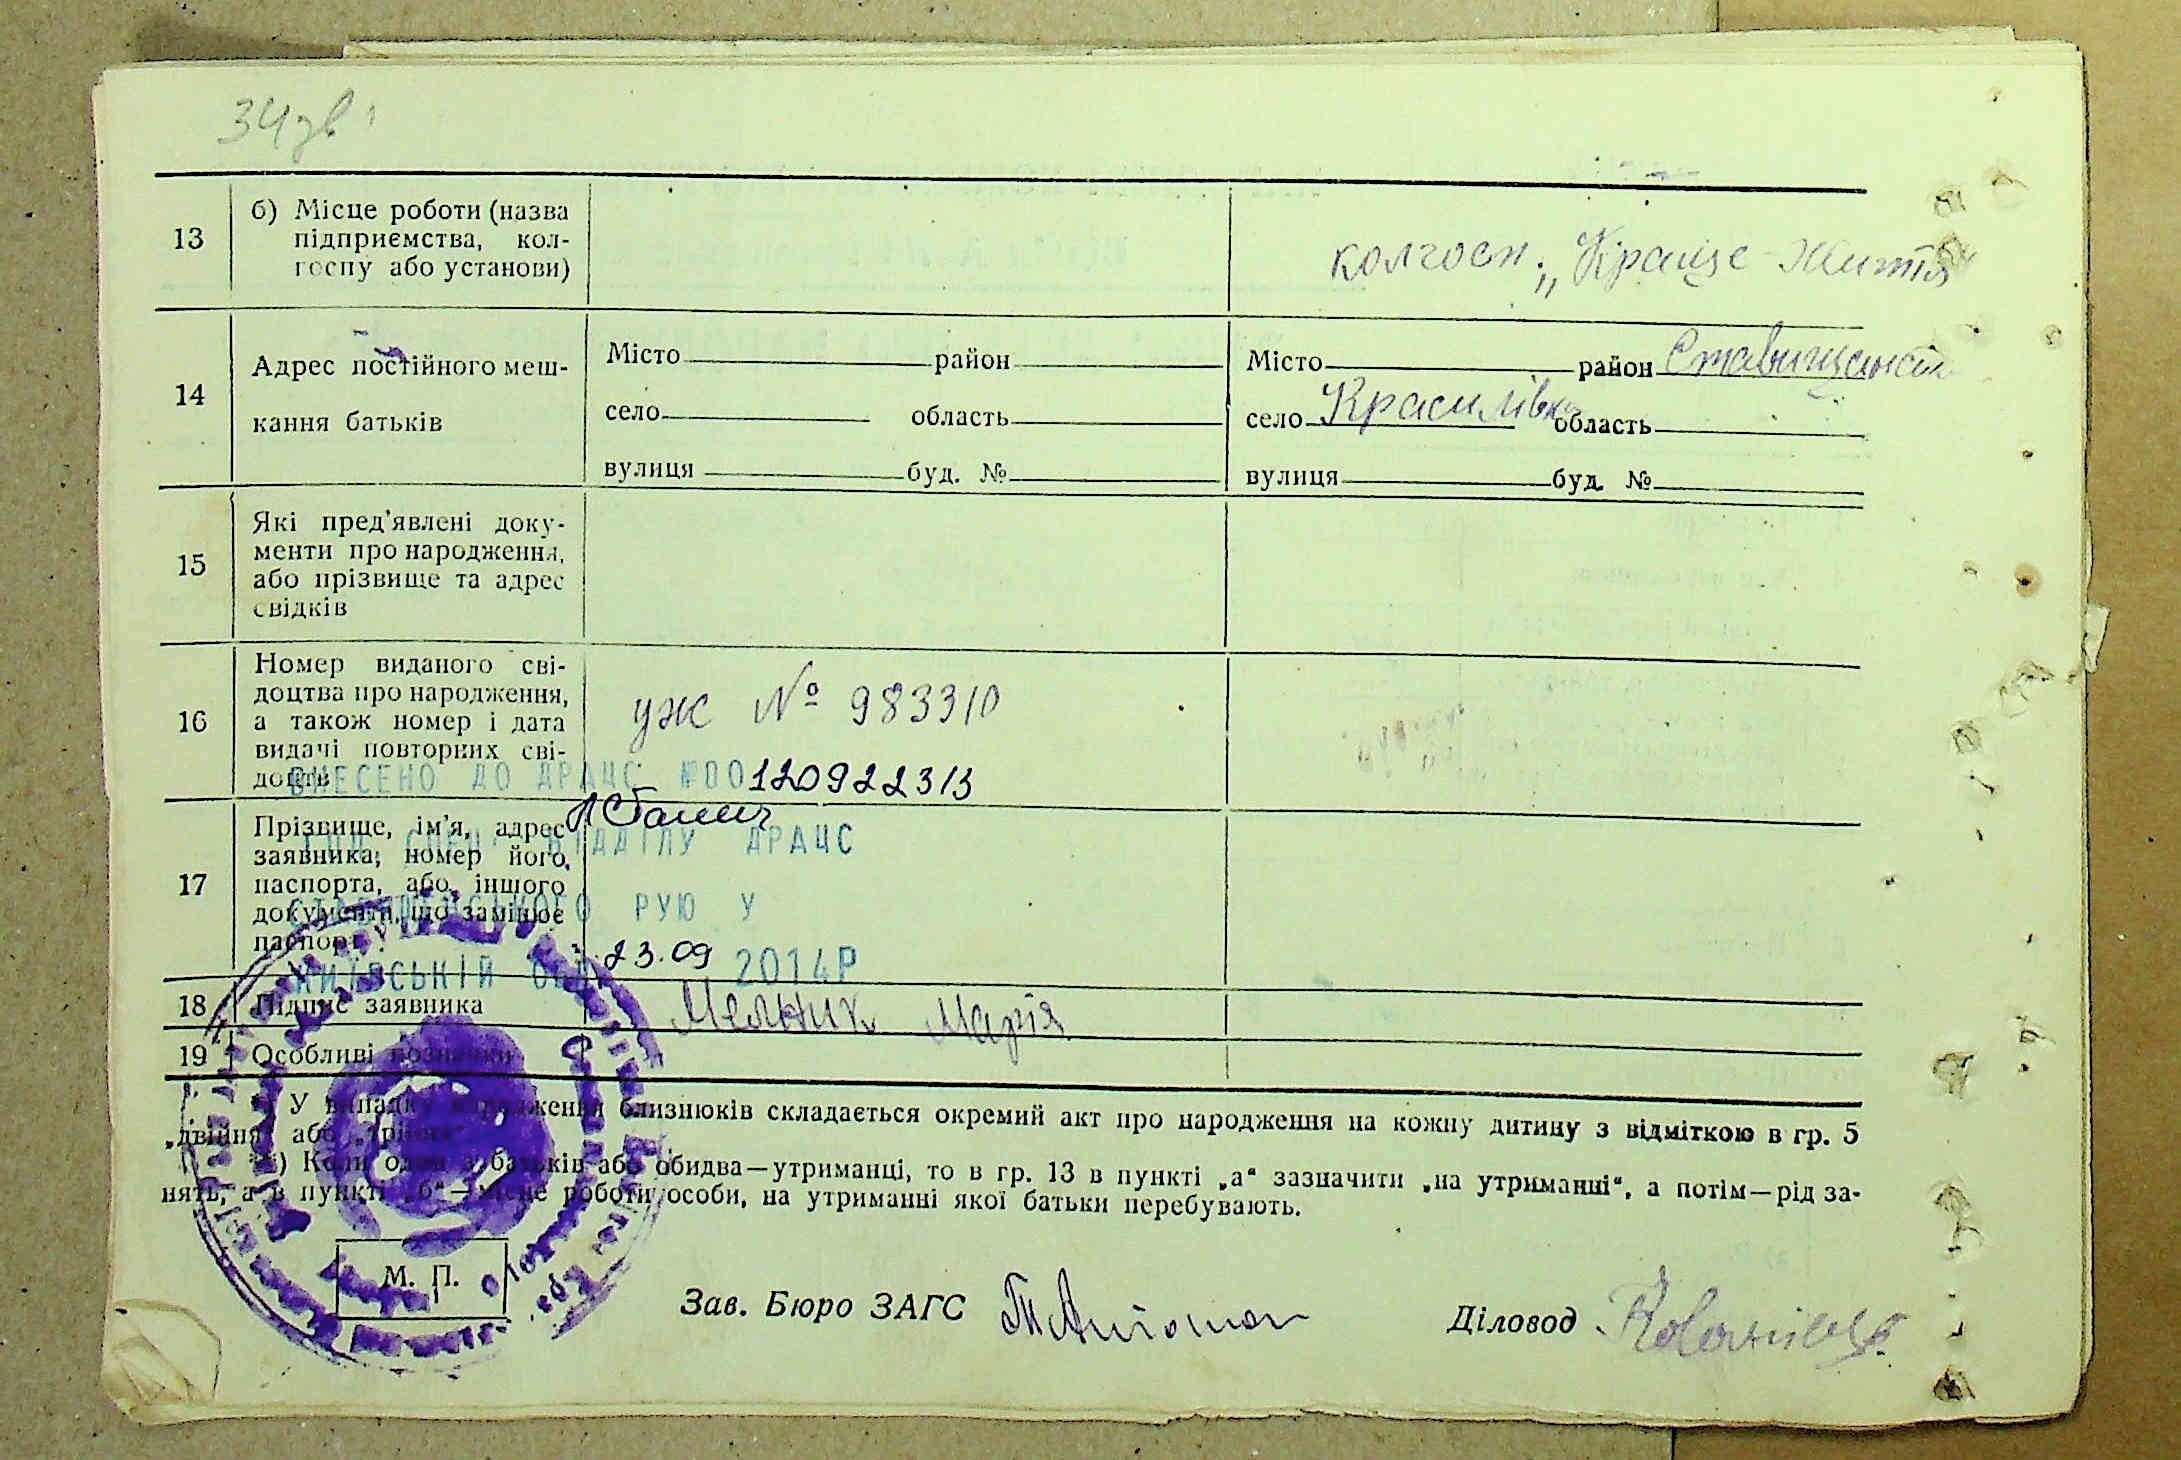 34зв
13
б) Місце роботи (назва
підприємства, кол-
госпу або установи)
колгосп „Краще Життя"
14
Адрес постійного меш-
кання батьків
Місто район
село область
вулиця буд. №
Місто район Ставищанськ
село Красилівка область
вулиця буд. №
15
Які пред'явлені доку-
менти про народження,
або прізвище та адрес
свідків
16
Номер виданого сві-
доцтва про народження,
а також номер і дата
видачі повторних сві-
доцтв
уж № 983310
ВНЕСЕНО ДО ДРАЦС №00120922313
17
Прізвище, ім'я, адрес
заявника, номер його
паспорта, або іншого
документа, що замінює
паспорт
ВІДДІЛУ ДРАЦС
РУЮ У
КИЇВСЬКІЙ ОБЛ 23.09 2014Р
18
Підпис заявника
Мельник Марія
19
Особливі позначки
*) У випадку народження близнюків складається окремий акт про народження на кожну дитину з відміткою в гр. 5
„двійня" або „трійня"
**) Коли один з батьків або обидва—утриманці, то в гр. 13 в пункті „а" зазначити „на утриманні", а потім—рід за-
нять, а в пункті „б"—місце роботи особи, на утриманні якої батьки перебувають.
М. П.
Зав. Бюро ЗАГС
Діловод